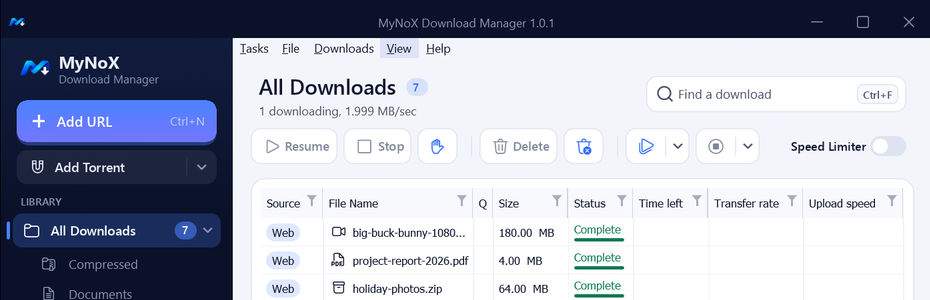 MyNoX Download Manager 1.0.1
MyNoX
Download Manager
Add URL Ctrl+N
Add Torrent
LIBRARY
All Downloads 7
Compressed
Documents
Tasks File Downloads View Help
All Downloads 7
1 downloading, 1.999 MB/sec
Find a download Ctrl+F
Resume Stop Delete Speed Limiter
Source File Name Q Size Status Time left Transfer rate Upload speed
Web big-buck-bunny-1080... 180.00 MB Complete
Web project-report-2026.pdf 4.00 MB Complete
Web holiday-photos.zip 64.00 MB Complete